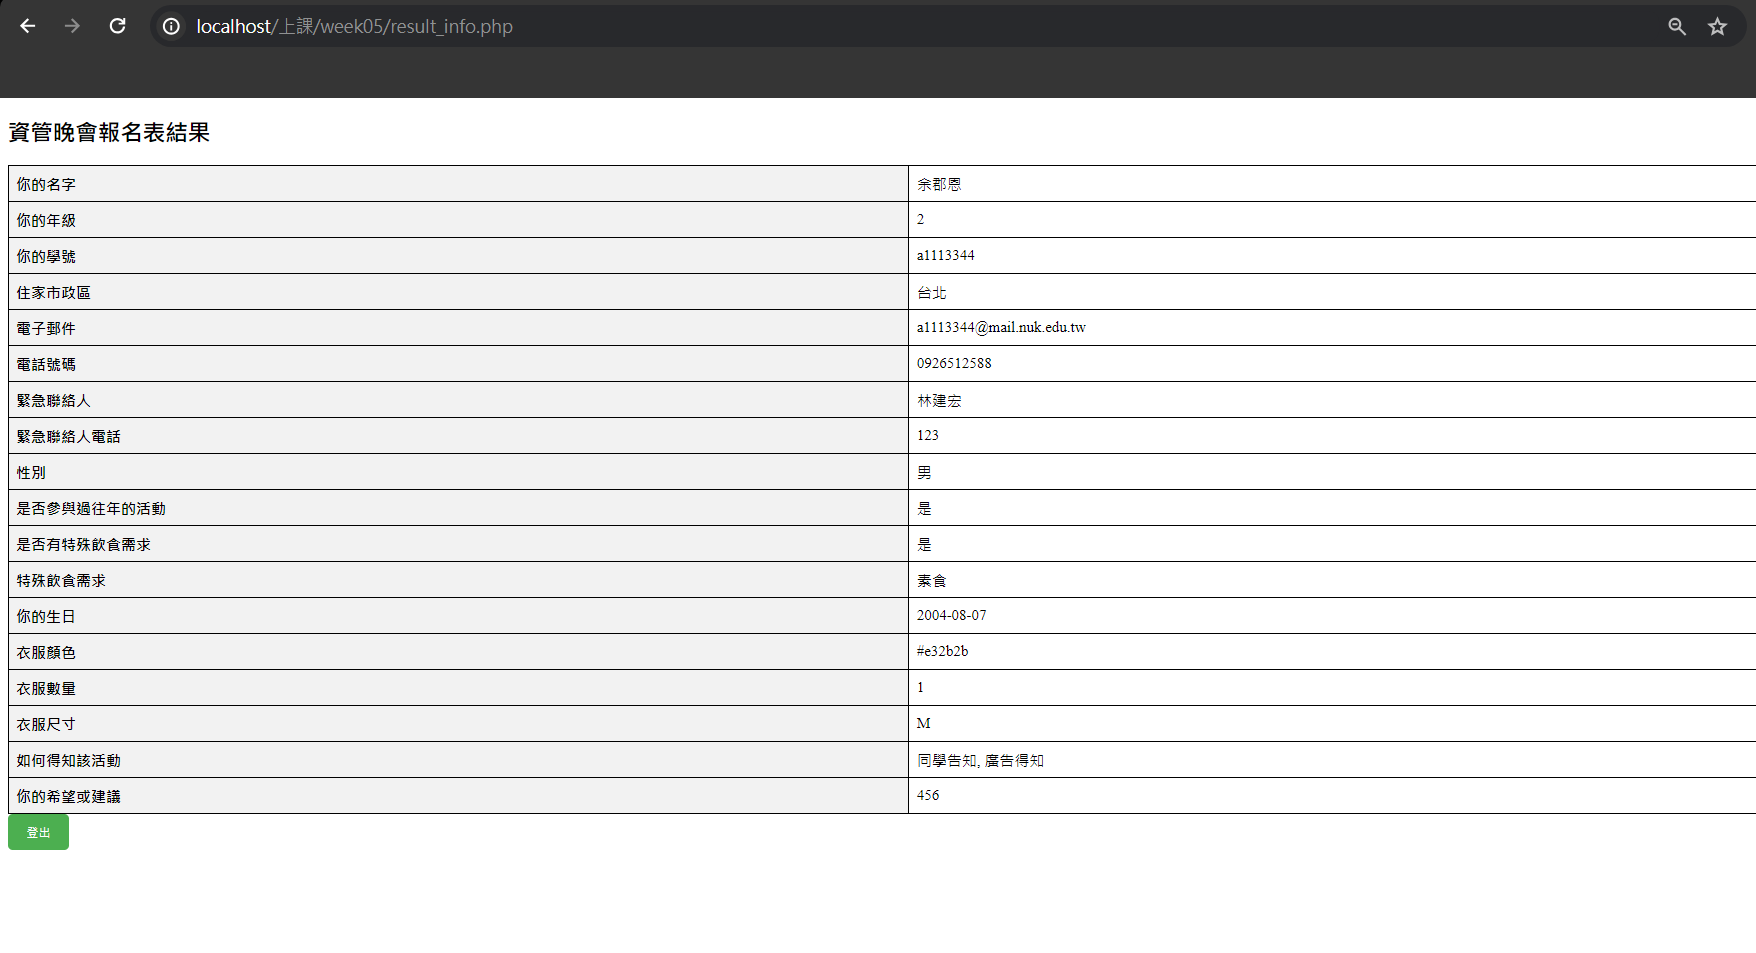 localhost/上課/week05/result_info.php
資管晚會報名表結果
你的名字 余郡恩
你的年級 2
你的學號 a1113344
住家市政區 台北
電子郵件 a1113344@mail.nuk.edu.tw
電話號碼 0926512588
緊急聯絡人 林建宏
緊急聯絡人電話 123
性別 男
是否參與過往年的活動 是
是否有特殊飲食需求 是
特殊飲食需求 素食
你的生日 2004-08-07
衣服顏色 #e32b2b
衣服數量 1
衣服尺寸 M
如何得知該活動 同學告知, 廣告得知
你的希望或建議 456
登出